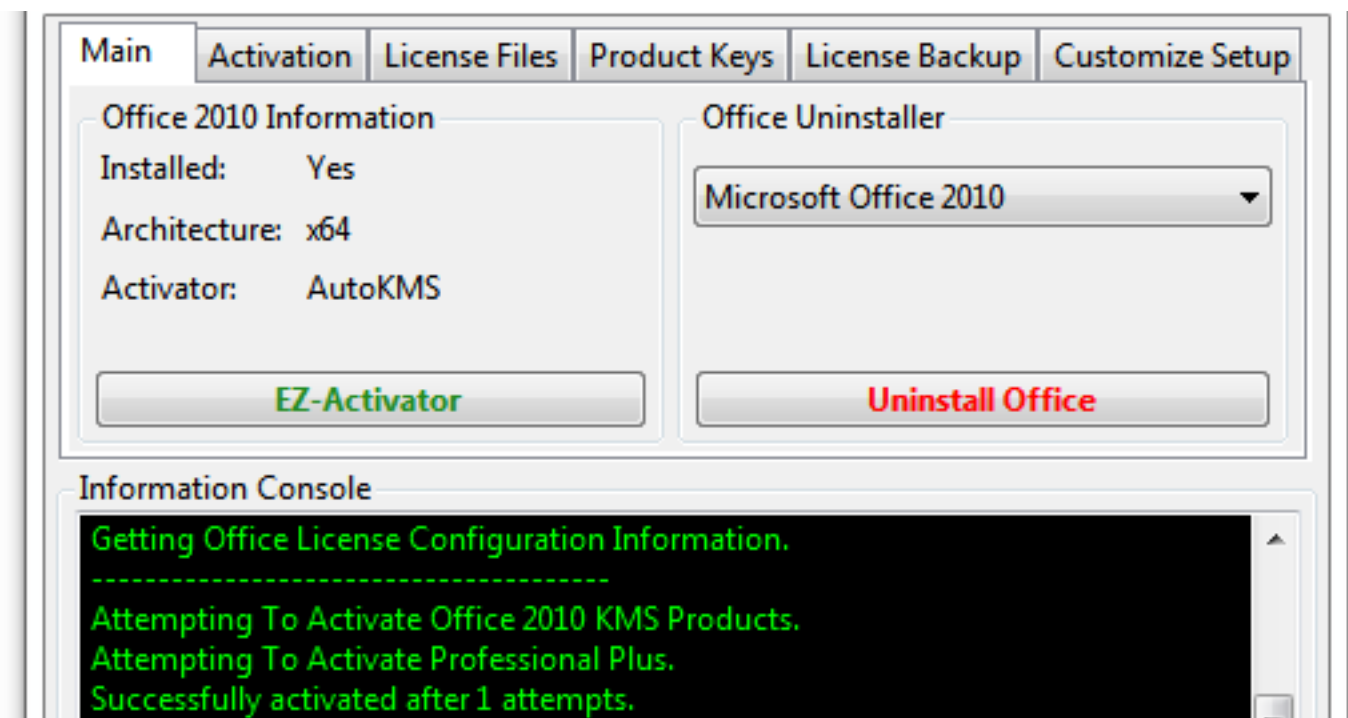 Main Activation License Files Product Keys License Backup Customize Setup
Office 2010 Information
Installed: Yes
Architecture: x64
Activator: AutoKMS
EZ-Activator
Office Uninstaller
Microsoft Office 2010
Uninstall Office
Information Console
Getting Office License Configuration Information.
---------------------------------------
Attempting To Activate Office 2010 KMS Products.
Attempting To Activate Professional Plus.
Successfully activated after 1 attempts.